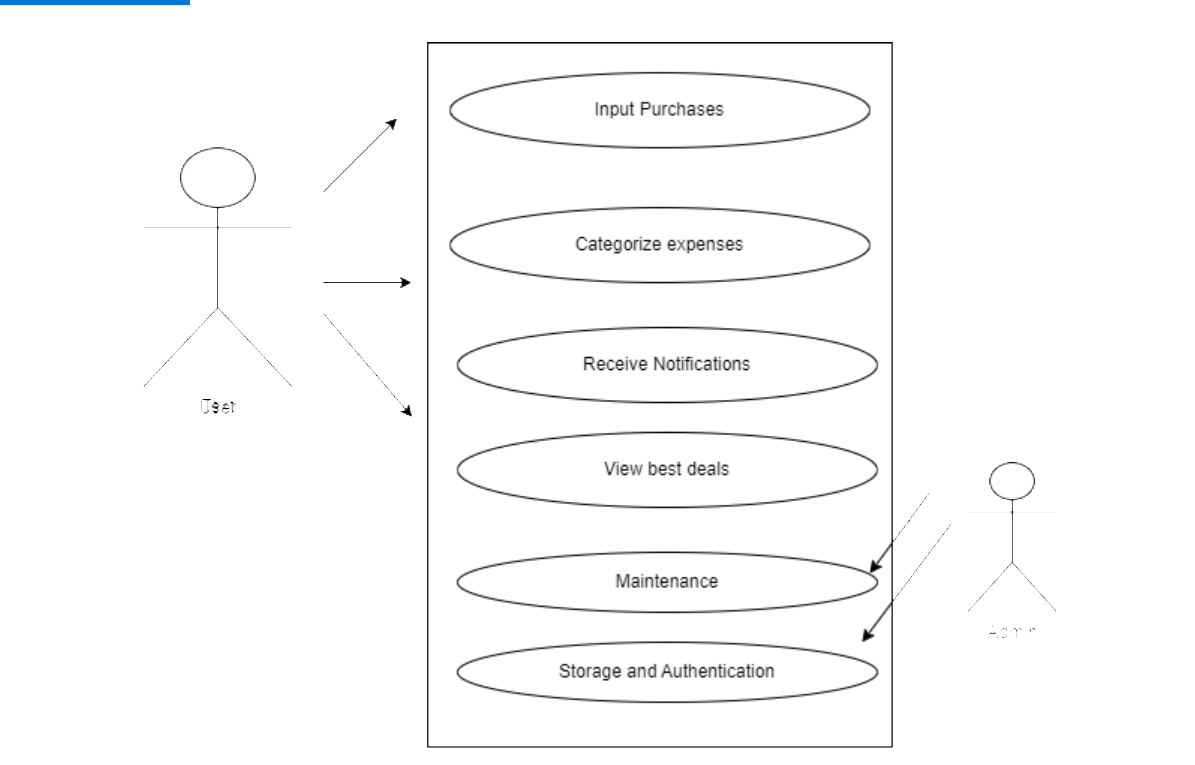 Input Purchases
Categorize expenses
Receive Notifications
User
View best deals
Maintenance
Admin
Storage and Authentication